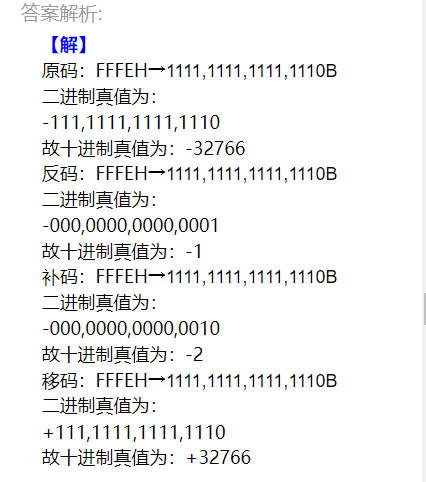 答案解析:
【解】
原码：FFFEH→1111,1111,1111,1110B
二进制真值为：
-111,1111,1111,1110
故十进制真值为：-32766
反码：FFFEH→1111,1111,1111,1110B
二进制真值为：
-000,0000,0000,0001
故十进制真值为：-1
补码：FFFEH→1111,1111,1111,1110B
二进制真值为：
-000,0000,0000,0010
故十进制真值为：-2
移码：FFFEH→1111,1111,1111,1110B
二进制真值为：
+111,1111,1111,1110
故十进制真值为：+32766